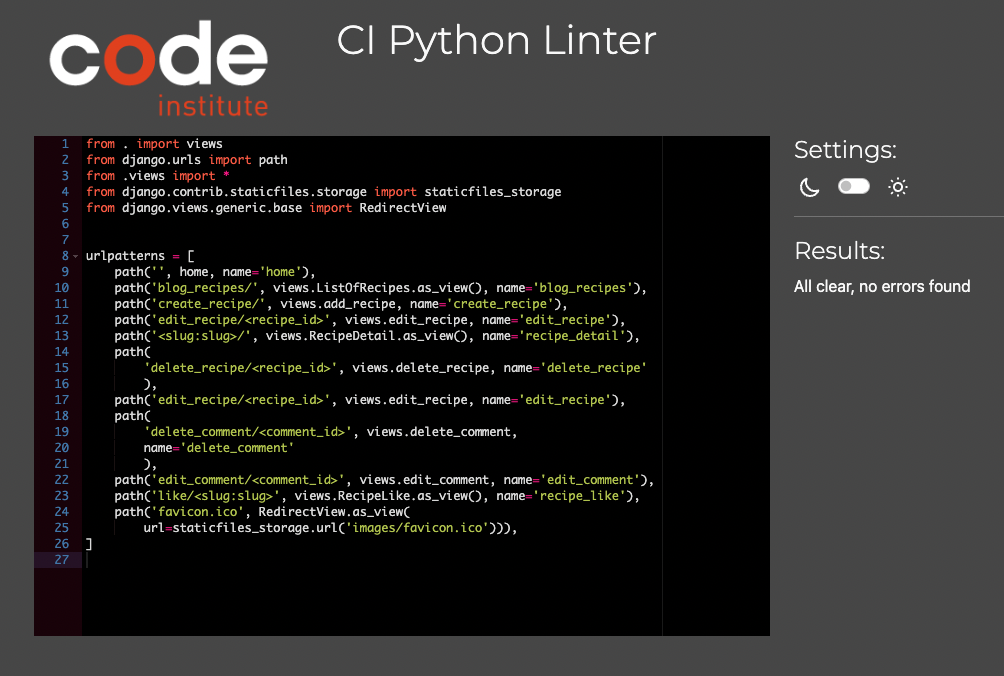 code
institute
CI Python Linter
1 from . import views
2 from django.urls import path
3 from .views import *
4 from django.contrib.staticfiles.storage import staticfiles_storage
5 from django.views.generic.base import RedirectView
6
7
8 urlpatterns = [
9     path('', home, name='home'),
10     path('blog_recipes/', views.ListOfRecipes.as_view(), name='blog_recipes'),
11     path('create_recipe/', views.add_recipe, name='create_recipe'),
12     path('edit_recipe/<recipe_id>', views.edit_recipe, name='edit_recipe'),
13     path('<slug:slug>/', views.RecipeDetail.as_view(), name='recipe_detail'),
14     path(
15         'delete_recipe/<recipe_id>', views.delete_recipe, name='delete_recipe'
16         ),
17     path('edit_recipe/<recipe_id>', views.edit_recipe, name='edit_recipe'),
18     path(
19         'delete_comment/<comment_id>', views.delete_comment,
20         name='delete_comment'
21         ),
22     path('edit_comment/<comment_id>', views.edit_comment, name='edit_comment'),
23     path('like/<slug:slug>', views.RecipeLike.as_view(), name='recipe_like'),
24     path('favicon.ico', RedirectView.as_view(
25         url=staticfiles_storage.url('images/favicon.ico'))),
26 ]
27
Settings:
Results:
All clear, no errors found